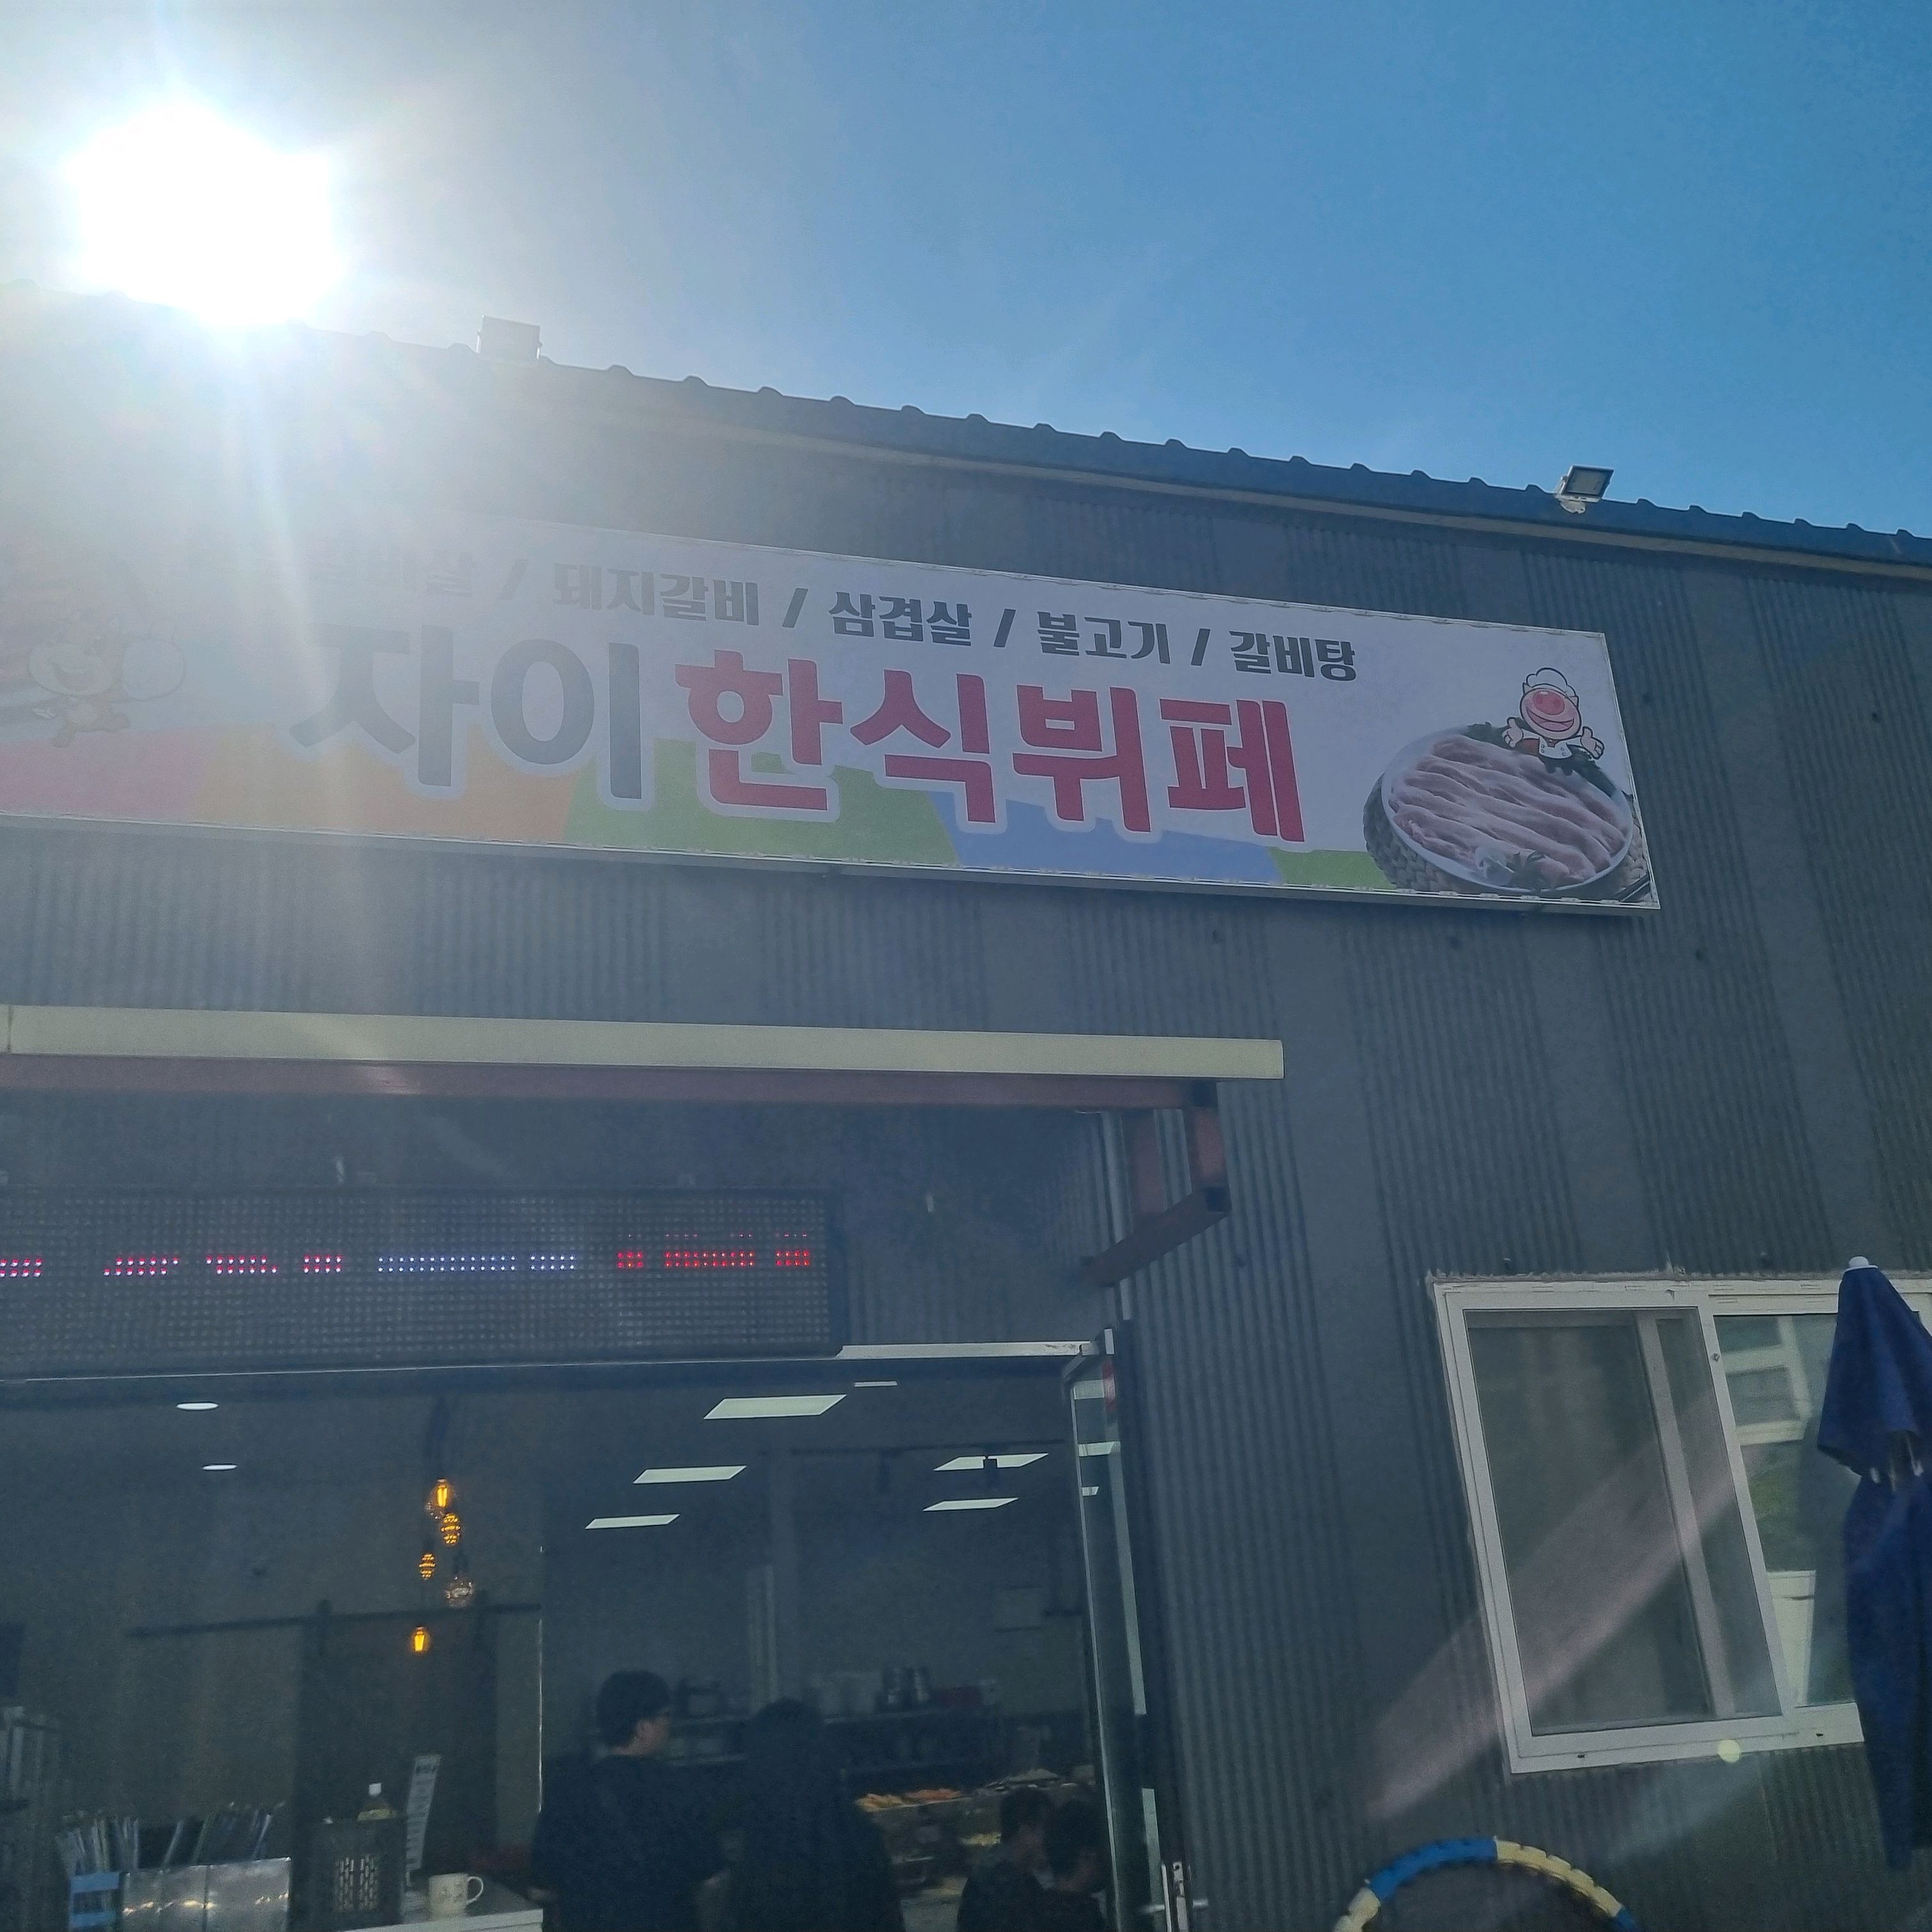 / 돼지갈비 / 삼겹살 / 불고기 / 갈비탕
자이한식뷔페